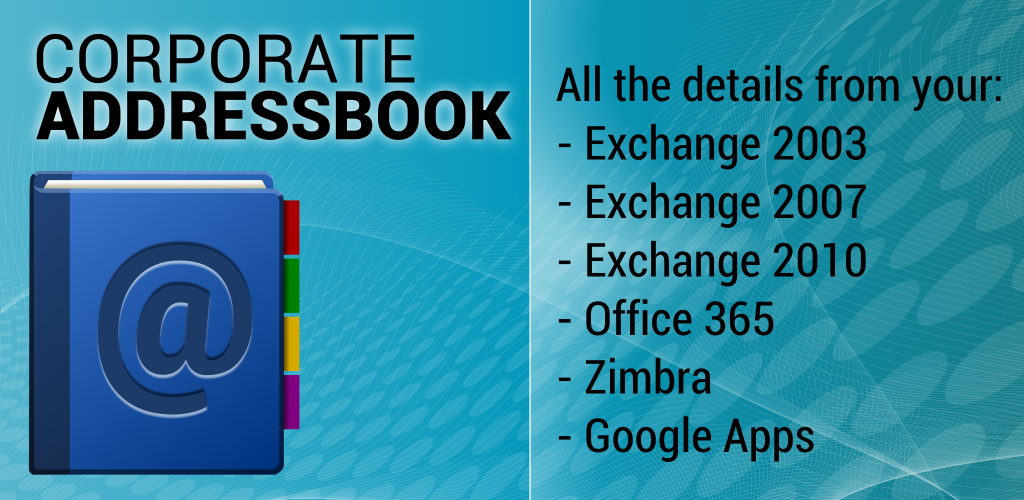 CORPORATE
ADDRESSBOOK
@
All the details from your:
- Exchange 2003
- Exchange 2007
- Exchange 2010
- Office 365
- Zimbra
- Google Apps